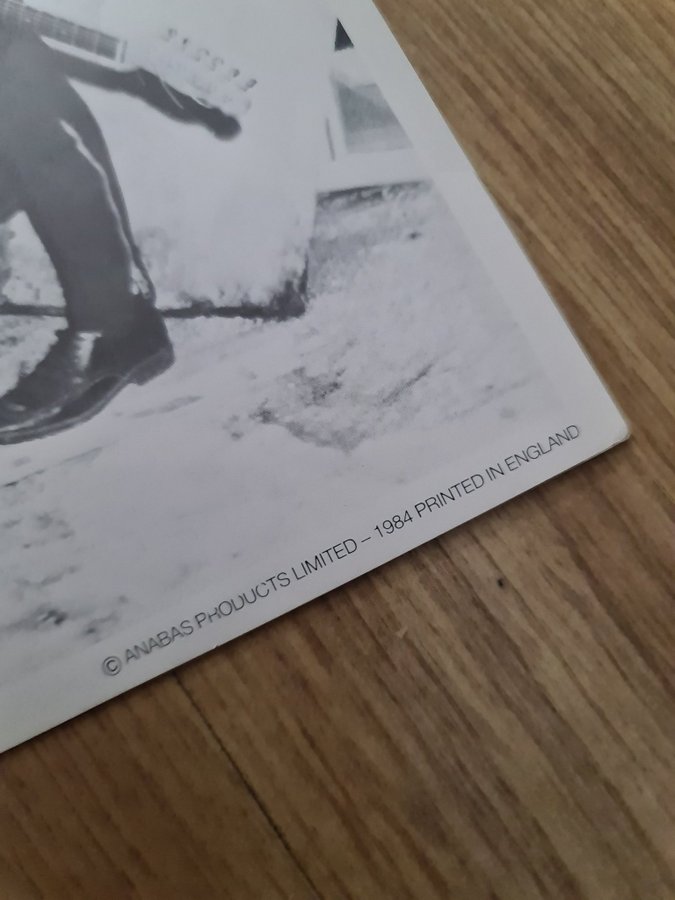 © ANABAS PRODUCTS LIMITED – 1984 PRINTED IN ENGLAND